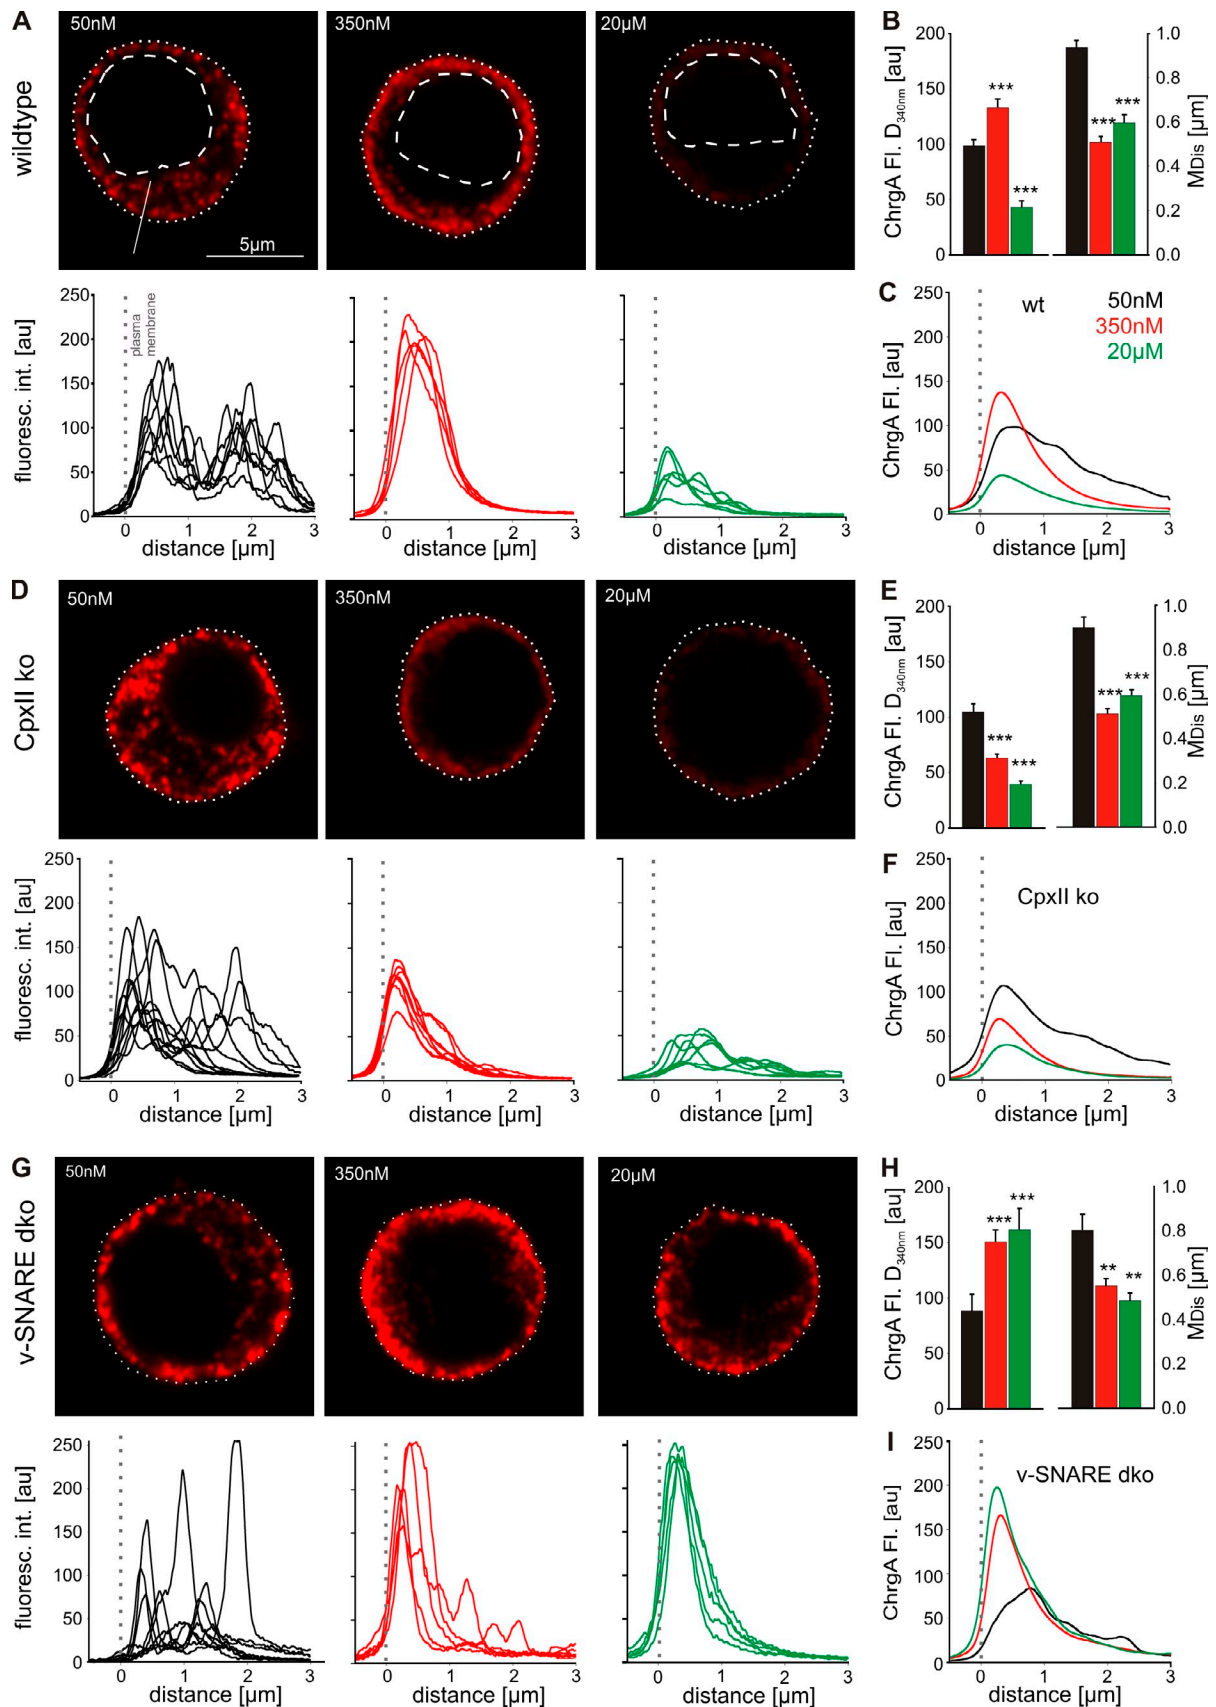 A
50nM
350nM
20µM
wildtype
5µm
B
ChrgA Fl. D340nm [au]
200
150
100
50
0
***
***
***
***
1.0
0.8
0.6
0.4
0.2
0.0
MDis [µm]
fluoresc. int. [au]
250
200
150
100
50
0
plasma
membrane
0 1 2 3
distance [µm]
0 1 2 3
distance [µm]
0 1 2 3
distance [µm]
C
ChrgA Fl. [au]
250
200
150
100
50
0
wt
50nM
350nM
20µM
0 1 2 3
distance [µm]
D
50nM
350nM
20µM
CpxII ko
E
ChrgA Fl. D340nm [au]
200
150
100
50
0
***
***
***
***
1.0
0.8
0.6
0.4
0.2
0.0
MDis [µm]
fluoresc. int. [au]
250
200
150
100
50
0
0 1 2 3
distance [µm]
0 1 2 3
distance [µm]
0 1 2 3
distance [µm]
F
ChrgA Fl. [au]
250
200
150
100
50
0
CpxII ko
0 1 2 3
distance [µm]
G
50nM
350nM
20µM
v-SNARE dko
H
ChrgA Fl. D340nm [au]
200
150
100
50
0
***
***
**
**
1.0
0.8
0.6
0.4
0.2
0.0
MDis [µm]
fluoresc. int. [au]
250
200
150
100
50
0
0 1 2 3
distance [µm]
0 1 2 3
distance [µm]
0 1 2 3
distance [µm]
I
ChrgA Fl. [au]
250
200
150
100
50
0
v-SNARE dko
0 1 2 3
distance [µm]